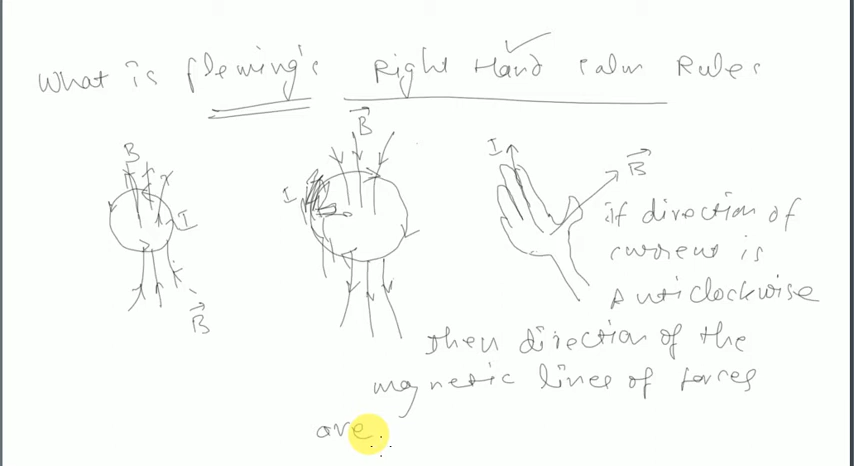 What is fleming's Right Hand Palm Rules
B
I
B
B
I
I
B
if direction of
current is
Anticlockwise
then direction of the
magnetic lines of forces
are.